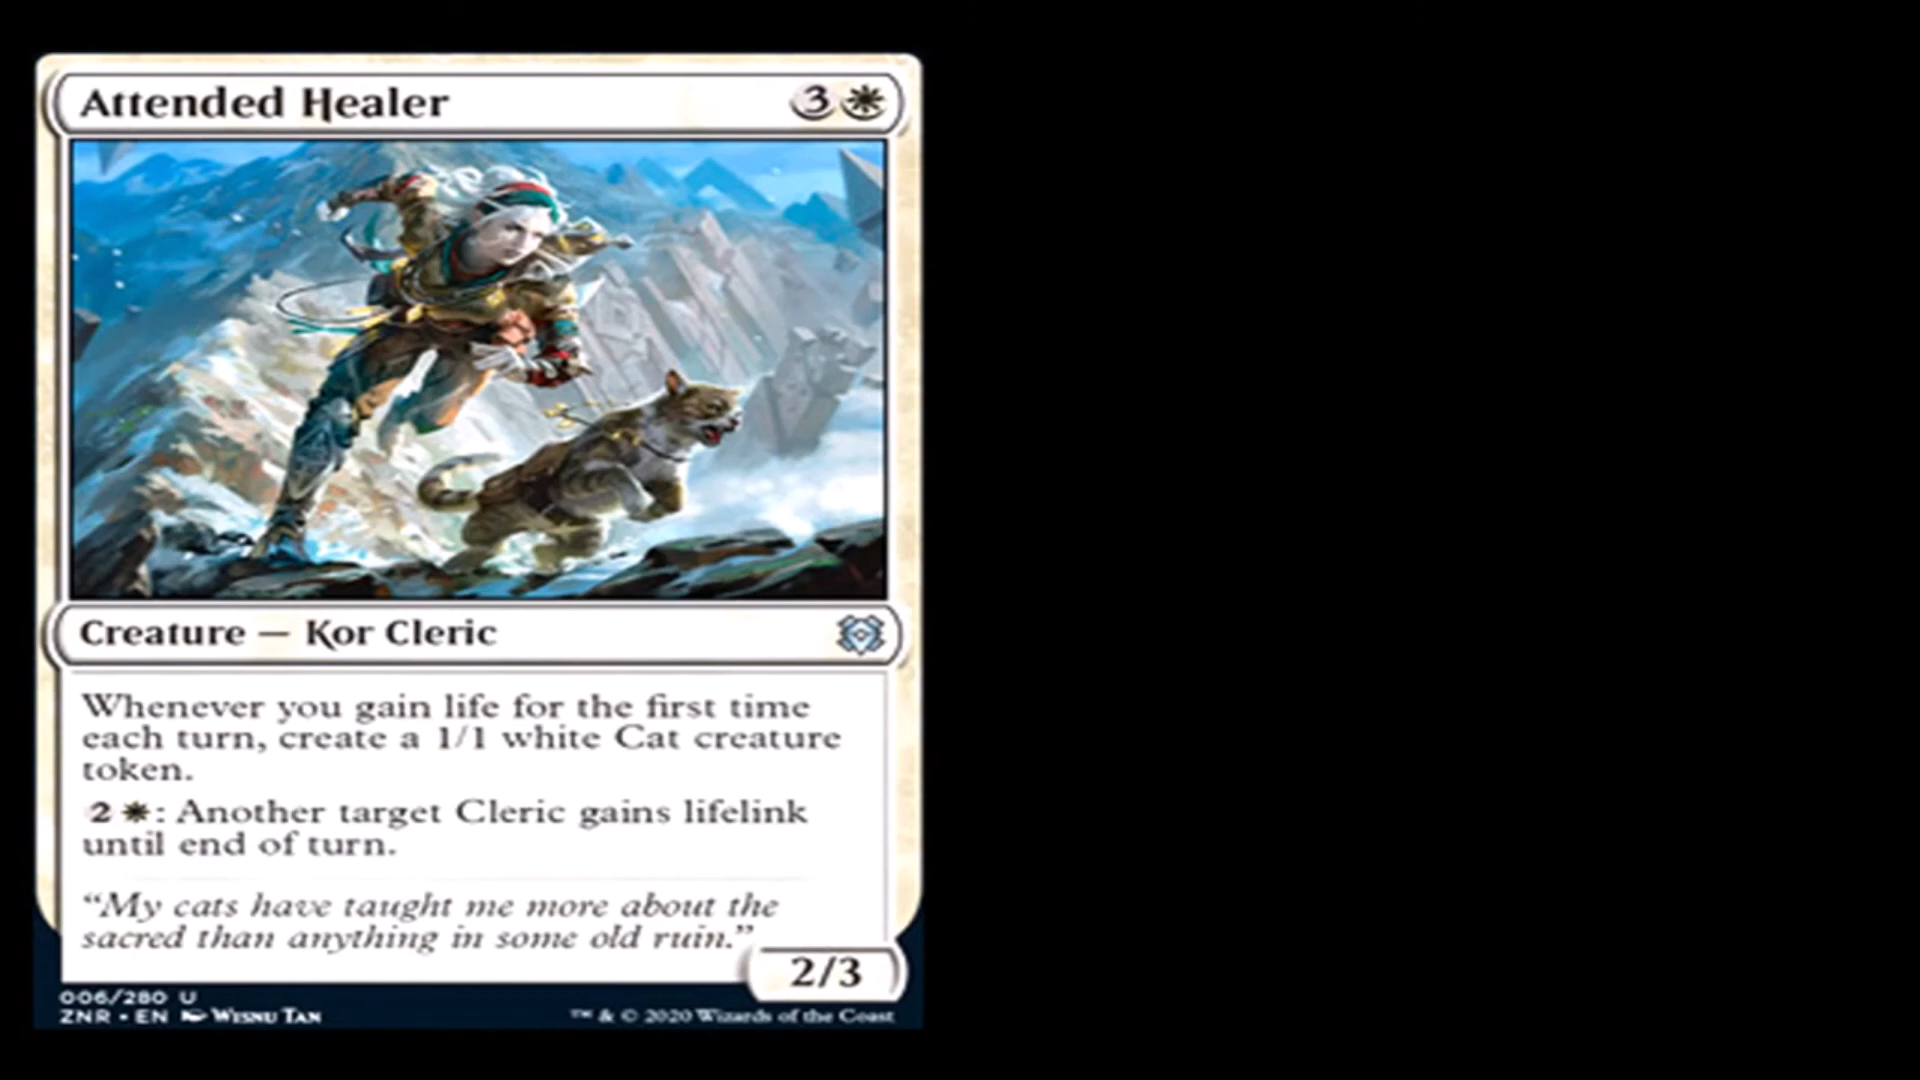 Attended Healer 3
Creature — Kor Cleric
Whenever you gain life for the first time
each turn, create a 1/1 white Cat creature
token.
2 : Another target Cleric gains lifelink
until end of turn.
“My cats have taught me more about the
sacred than anything in some old ruin.”
2/3
006/280 U
ZNR • EN Wisnu Tan
™ & © 2020 Wizards of the Coast